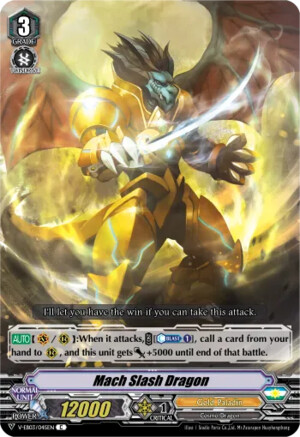 3
GRADE
I'll let you have the win if you can take this attack.
AUTO [ ]:When it attacks, BLAST 1 , call a card from your
hand to , and this unit gets +5000 until end of that battle.
Mach Slash Dragon
NORMAL UNIT
Gold Paladin
Cosmo Dragon
POWER 12000 1 CRITICAL
V-EB03/045EN C